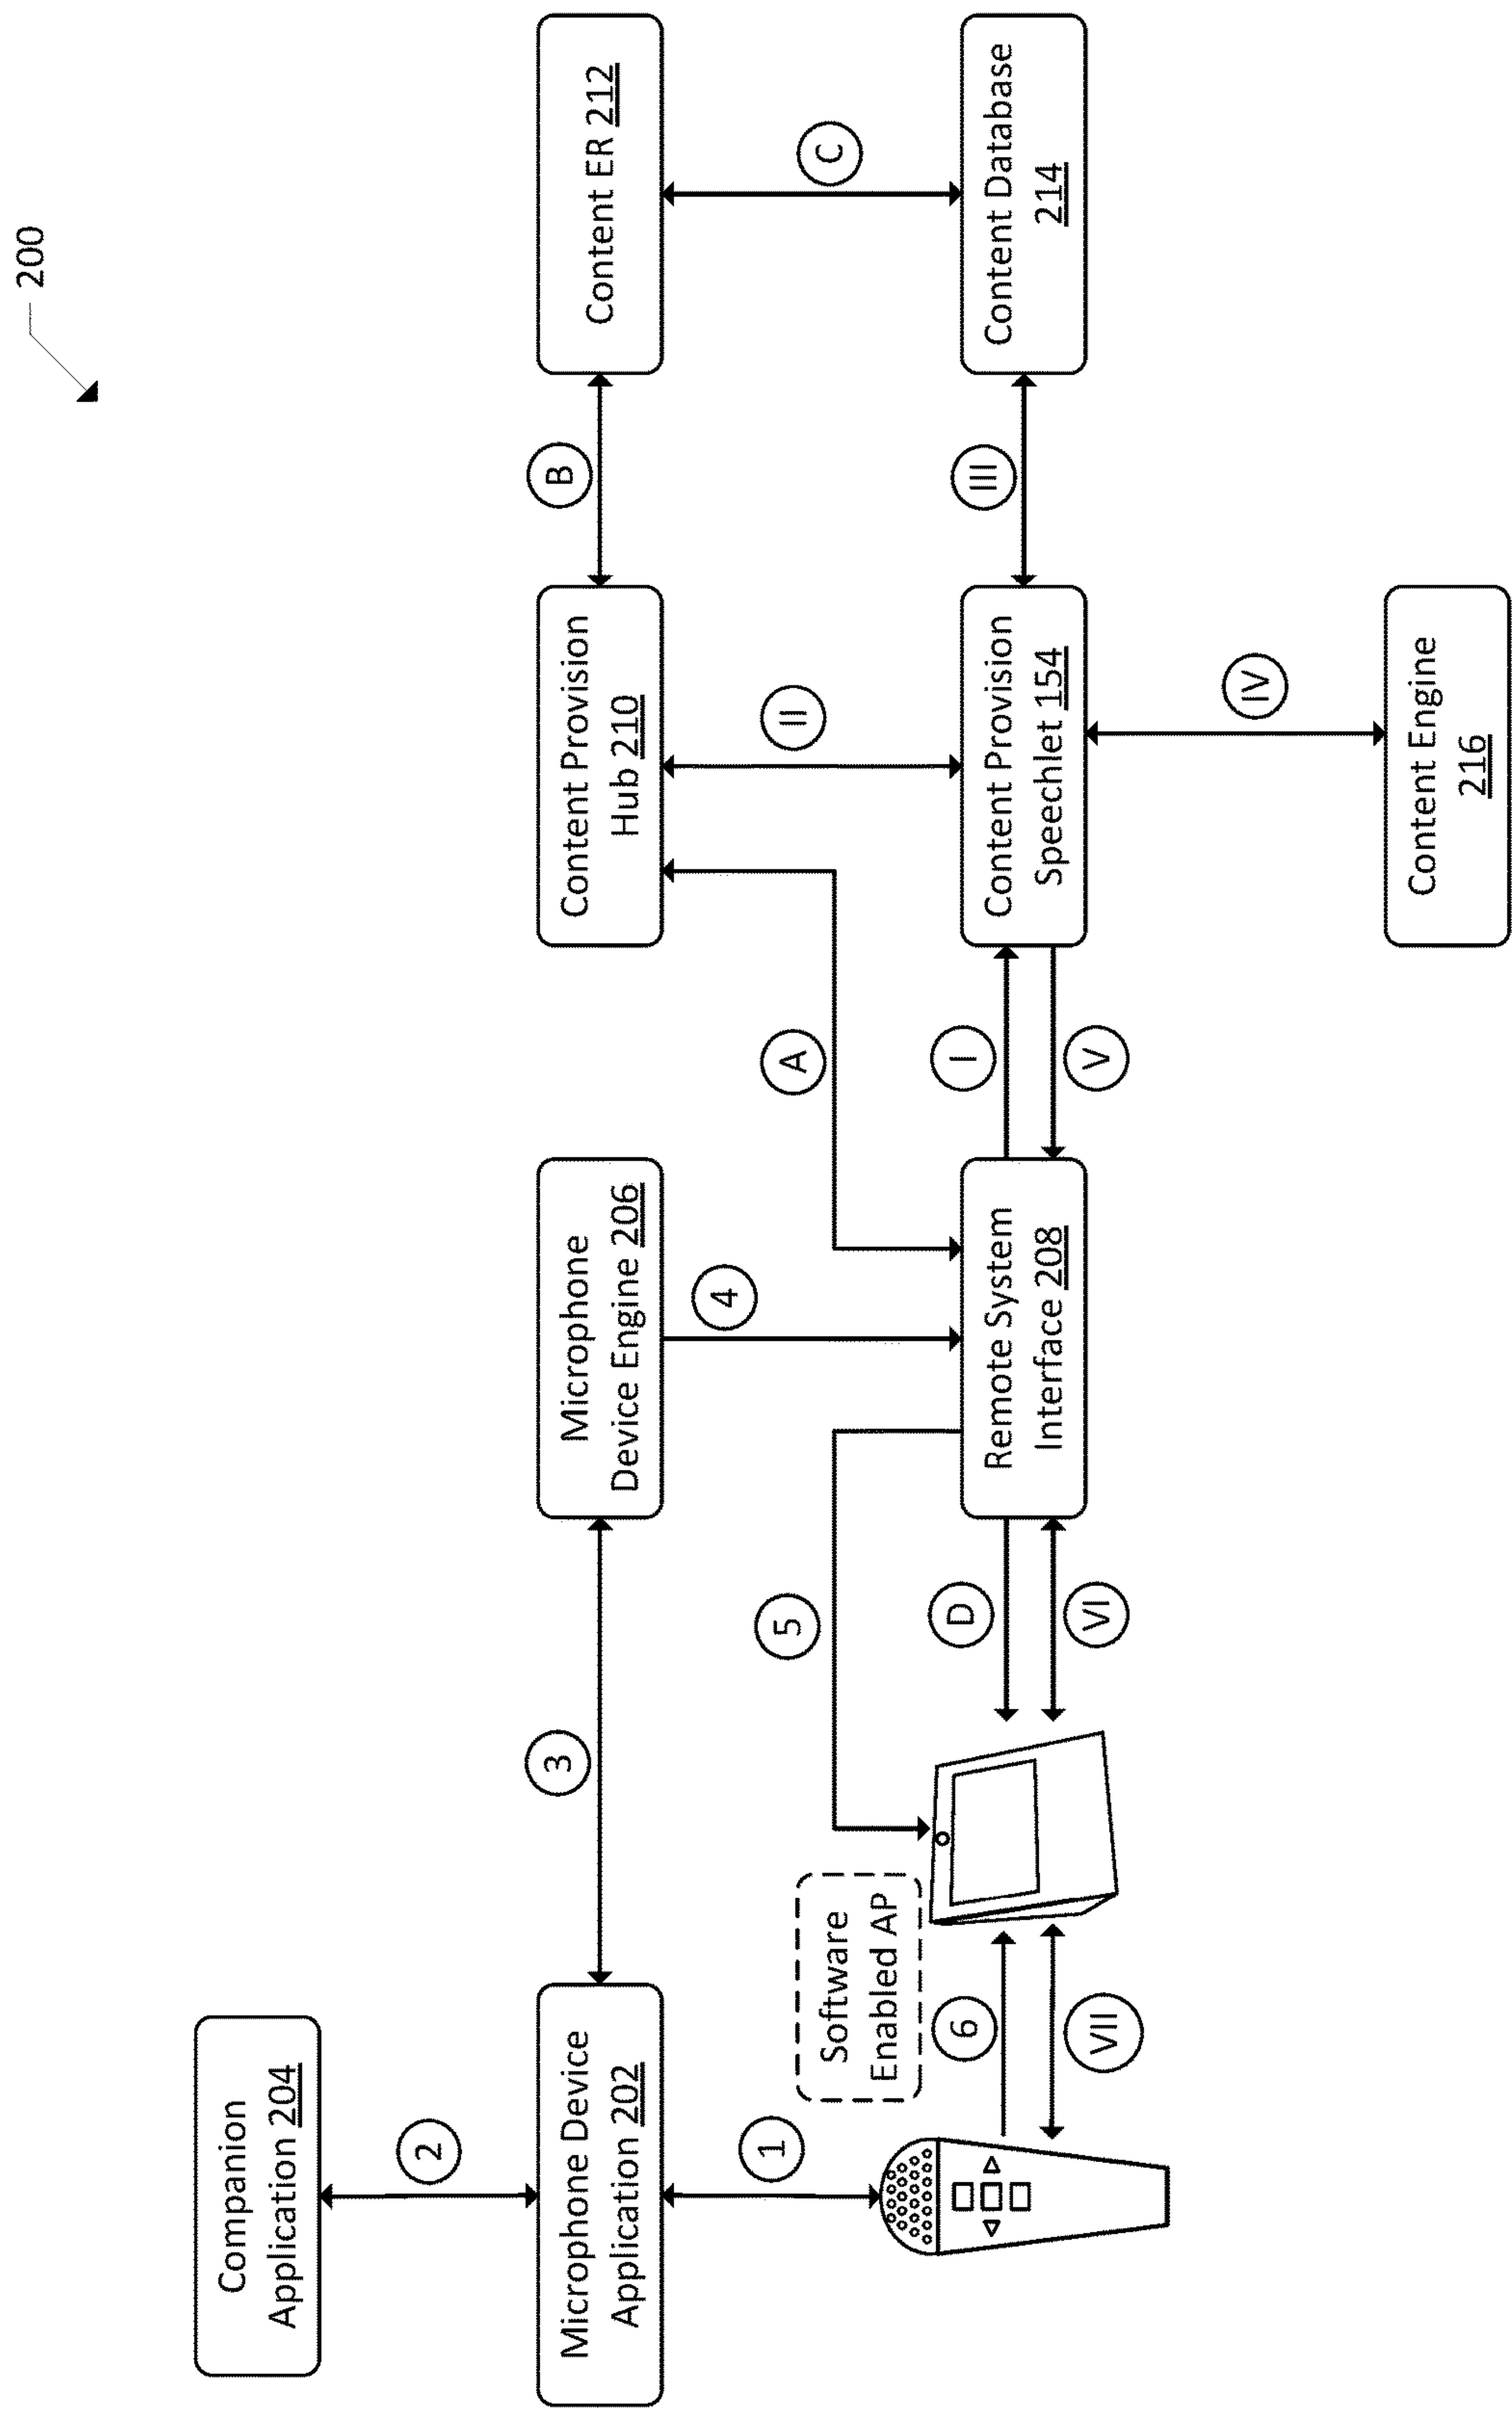 200
Companion
Application 204
2
Microphone Device
Application 202
3
Microphone
Device Engine 206
Content Provision
Hub 210
B
Content ER 212
1
Software
Enabled AP
5
4
A
II
C
6
VII
D
VI
Remote System
Interface 208
I
V
Content Provision
Speechlet 154
III
Content Database
214
IV
Content Engine
216